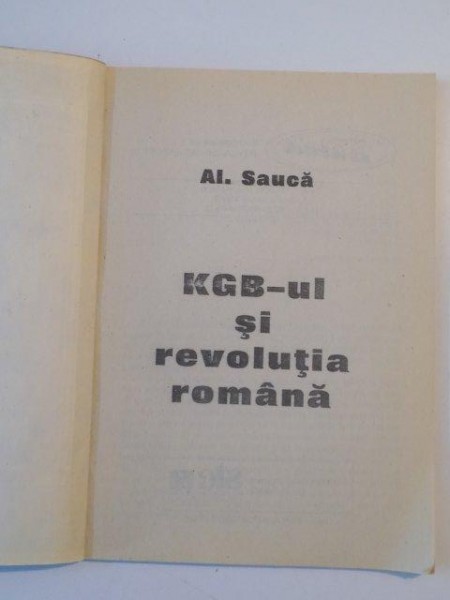 Al. Saucă
KGB-ul
şi
revoluţia
română